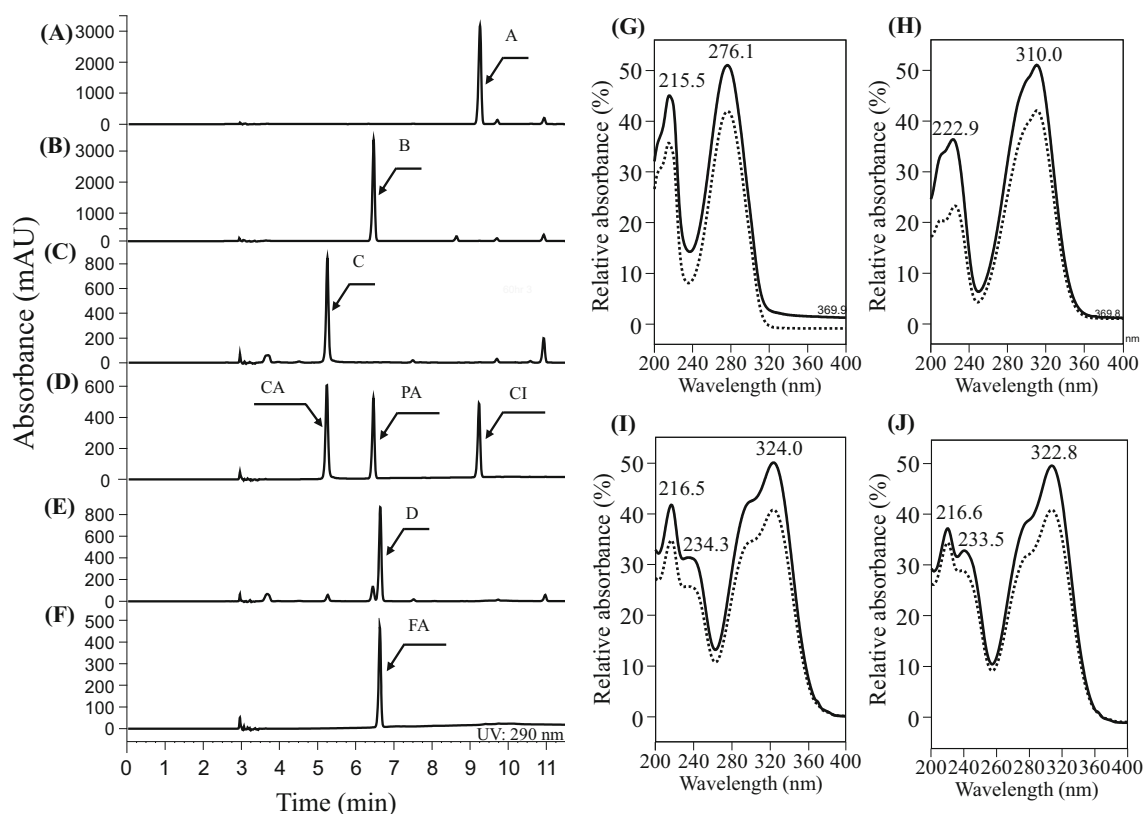 Absorbance (mAU)
(A)
3000
2000
1000
0
A
(B)
3000
2000
1000
0
B
(C)
800
600
400
200
0
C
(D)
600
400
200
0
CA
PA
CI
(E)
800
600
400
200
0
D
(F)
500
400
300
200
100
0
FA
UV: 290 nm
0 1 2 3 4 5 6 7 8 9 10 11
Time (min)
(G)
Relative absorbance (%)
50
40
30
20
10
0
215.5
276.1
369.9
200 240 280 320 360 400
Wavelength (nm)
(H)
Relative absorbance (%)
50
40
30
20
10
0
222.9
310.0
369.8
nm
200 240 280 320 360 400
Wavelength (nm)
(I)
Relative absorbance (%)
50
40
30
20
10
0
216.5
234.3
324.0
200 240 280 320 360 400
Wavelength (nm)
(J)
Relative absorbance (%)
50
40
30
20
10
0
216.6
233.5
322.8
200 240 260 280 320 360 400
Wavelength (nm)